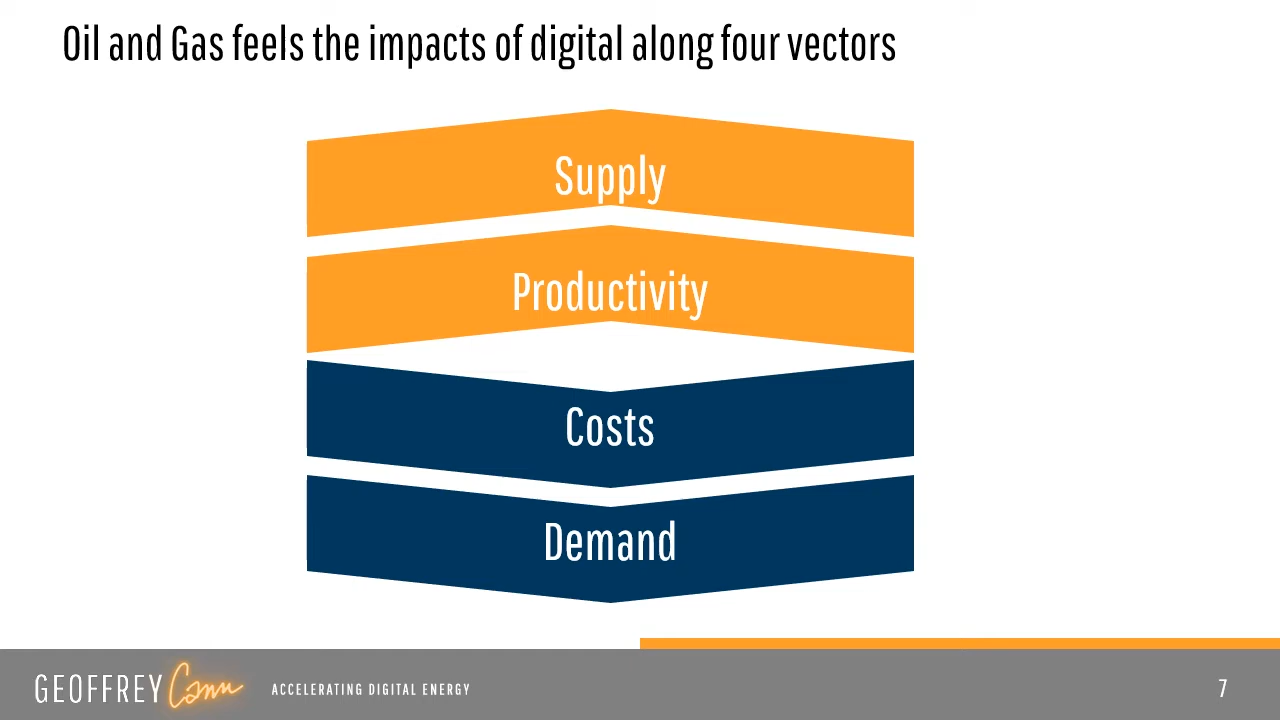 Oil and Gas feels the impacts of digital along four vectors
Supply
Productivity
Costs
Demand
GEOFFREY Cann
ACCELERATING DIGITAL ENERGY
7